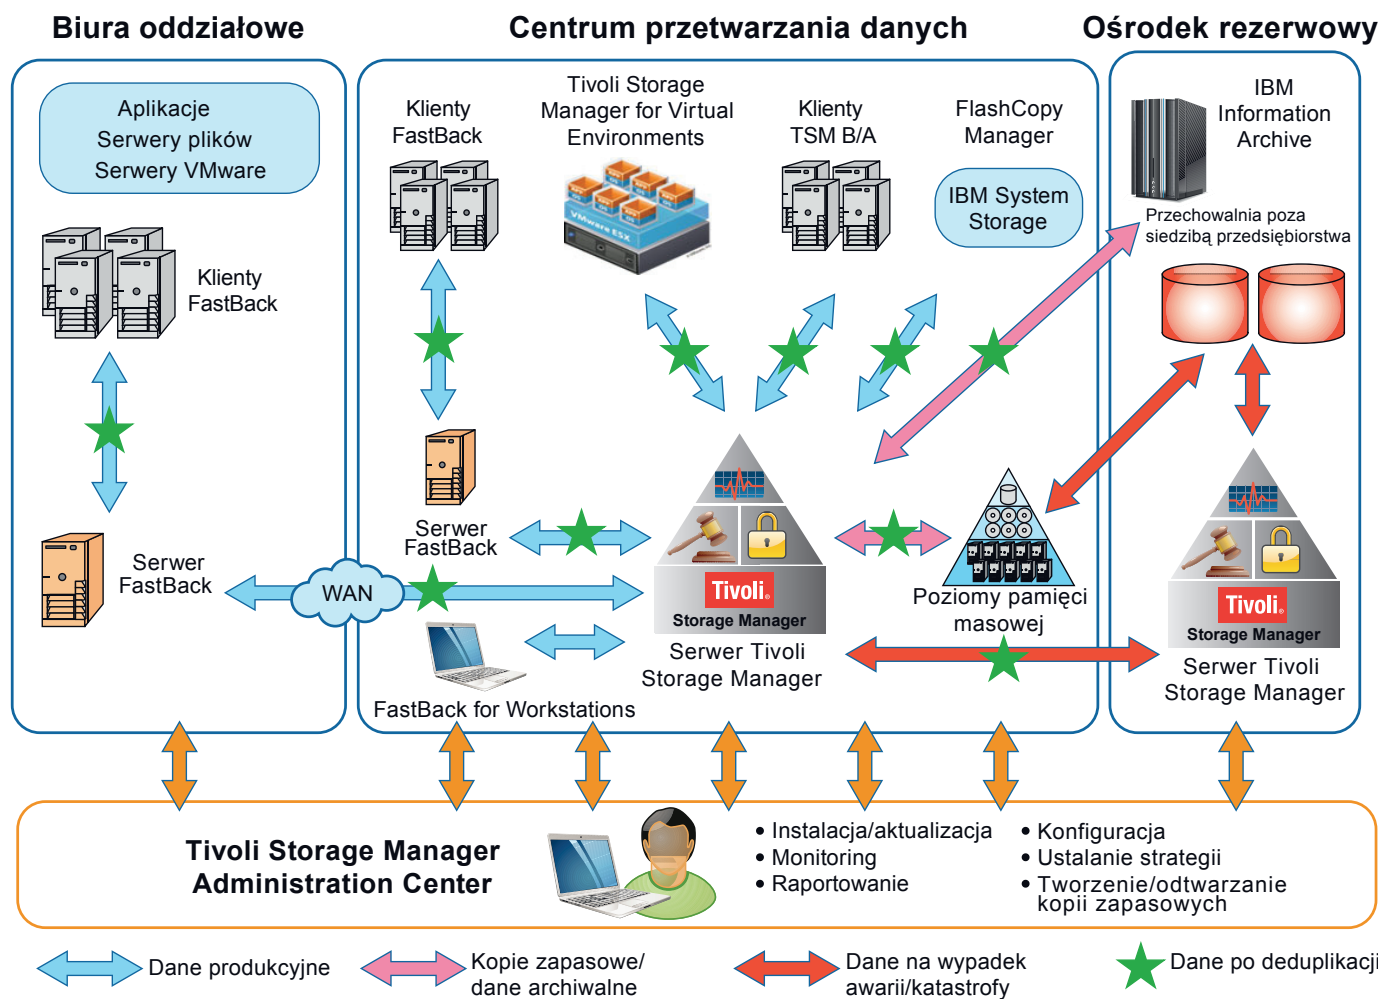 Biura oddziałowe
Centrum przetwarzania danych
Ośrodek rezerwowy
Aplikacje
Serwery plików
Serwery VMware
Klienty
FastBack
Serwer
FastBack
WAN
Klienty
FastBack
Tivoli Storage
Manager for Virtual
Environments
VMware ESX
Klienty
TSM B/A
FlashCopy
Manager
IBM System
Storage
Serwer
FastBack
FastBack for Workstations
Tivoli
Storage Manager
Serwer Tivoli
Storage Manager
Poziomy pamięci
masowej
IBM
Information
Archive
Przechowalnia poza
siedzibą przedsiębiorstwa
Tivoli
Storage Manager
Serwer Tivoli
Storage Manager
Tivoli Storage Manager
Administration Center
• Instalacja/aktualizacja
• Monitoring
• Raportowanie
• Konfiguracja
• Ustalanie strategii
• Tworzenie/odtwarzanie
kopii zapasowych
Dane produkcyjne
Kopie zapasowe/
dane archiwalne
Dane na wypadek
awarii/katastrofy
Dane po deduplikacji